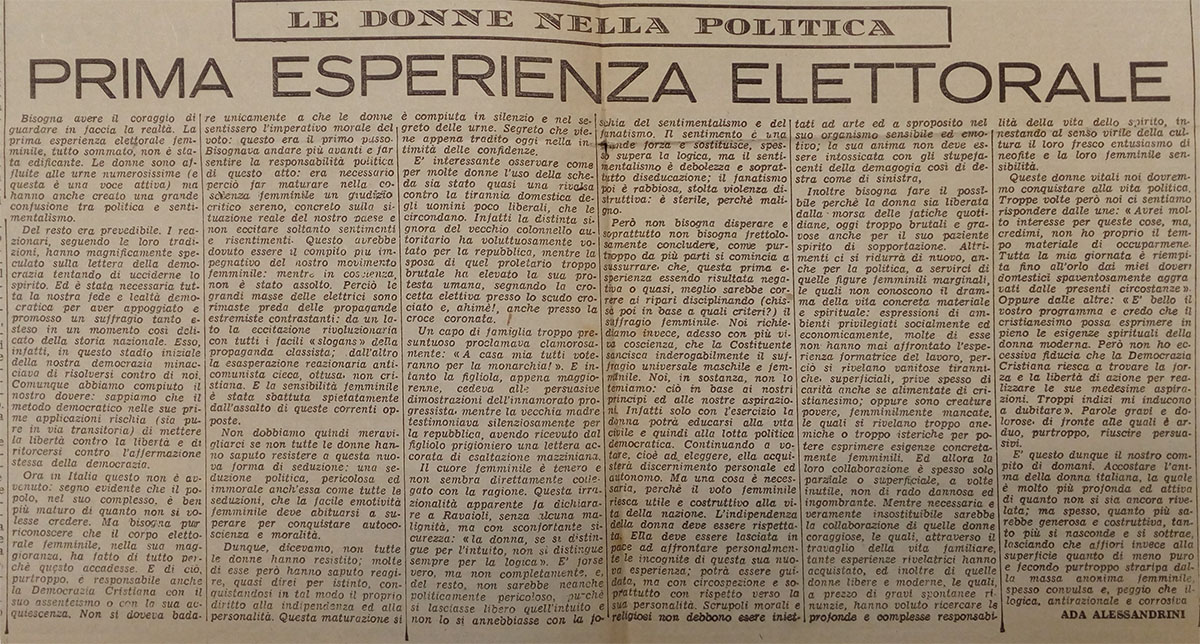 LE DONNE NELLA POLITICA
PRIMA ESPERIENZA ELETTORALE
Bisogna avere il coraggio di
guardare in faccia la realtà. La
prima esperienza elettorale fem-
minile, tutto sommato, non è sta-
ta edificante. Le donne sono af-
fluite alle urne numerosissime (e
questa è una voce attiva) ma
hanno anche creato una grande
confusione tra politica e senti-
mentalismo.
Del resto era prevedibile. I rea-
zionari, seguendo le loro tradi-
zioni, hanno magnificamente spe-
culato sulla lettera della demo-
crazia tentando di ucciderne lo
spirito. Ed è stata necessaria tut-
ta la nostra fede e lealtà demo-
cratica per aver appoggiato e
promosso un suffragio tanto e-
steso in un momento così deli-
cato della storia nazionale. Esso,
infatti, in questo stadio iniziale
della nostra democrazia minac-
ciava di risolversi contro di noi.
Comunque abbiamo compiuto il
nostro dovere: sappiamo che il
metodo democratico nelle sue pri-
me applicazioni rischia (sia pu-
re in via transitoria) di mettere
la libertà contro la libertà e di
ritorcersi contro l'affermazione
stessa della democrazia.
Ora in Italia questo non è av-
venuto: segno evidente che il po-
polo, nel suo complesso, è ben
più maturo di quanto non si vo-
lesse credere. Ma bisogna pur
riconoscere che il corpo eletto-
rale femminile, nella sua mag-
gioranza, ha fatto di tutto per-
chè questo accadesse. E di ciò,
purtroppo, è responsabile anche
la Democrazia Cristiana con il
suo assenteismo o con la sua ac-
quiescenza. Non si doveva bada-
re unicamente a che le donne
sentissero l'imperativo morale del
voto: questo era il primo passo.
Bisognava andare più avanti e far
sentire la responsabilità politica
di questo atto: era necessario
perciò far maturare nella co-
scienza femminile un giudizio
critico sereno, concreto sulla si-
tuazione reale del nostro paese e
non eccitare soltanto sentimenti
e risentimenti. Questo avrebbe
dovuto essere il compito più im-
pegnativo del nostro movimento
femminile: mentre in coscienza,
non è stato assolto. Perciò le
grandi masse delle elettrici sono
rimaste preda delle propagande
estremiste contrastanti: da un la-
to la eccitazione rivoluzionaria
con tutti i facili «slogans» della
propaganda classista; dall'altro
la esasperazione reazionaria anti-
comunista cieca, ottusa, non cri-
stiana. E la sensibilità femminile
è stata sbattuta spietatamente
dall'assalto di queste correnti op-
poste.
Non dobbiamo quindi meravi-
gliarci se non tutte le donne han-
no saputo resistere a questa nuo-
va forma di seduzione: una se-
duzione politica, pericolosa ed
immorale anch'essa come tutte le
seduzioni, che la facile emotività
femminile deve abituarsi a su-
perare per conquistare autoco-
scienza e moralità.
Dunque, dicevamo, non tutte
le donne hanno resistito; molte
di esse però hanno saputo reagi-
re, quasi direi per istinto, con-
quistandosi in tal modo il proprio
diritto alla indipendenza ed alla
personalità. Questa maturazione si
è compiuta in silenzio e nel se-
greto delle urne. Segreto che vie-
ne appena tradito oggi nella in-
timità delle confidenze.
E' interessante osservare come
per molte donne l'uso della sche-
da sia stato quasi una rivalsa
contro la tirannia domestica de-
gli uomini poco liberali, che le
circondano. Infatti la distinta si-
gnora del vecchio colonnello au-
toritario ha voluttuosamente vo-
tato per la repubblica, mentre la
sposa di quel proletario troppo
brutale ha elevato la sua pro-
testa umana, segnando la cro-
cetta elettiva presso lo scudo cro-
ciato e, ahimè!, anche presso la
croce coronata.
Un capo di famiglia troppo pre-
suntuoso proclamava clamorosa-
mente: «A casa mia tutti vote-
ranno per la monarchia!». E in-
tanto la figliola, appena maggio-
renne, cedeva alle persuasive
dimostrazioni dell'innamorato pro-
gressista, mentre la vecchia madre
testimoniava silenziosamente per
la repubblica, avendo ricevuto dal
figliolo prigioniero una lettera ac-
corata di esaltazione mazziniana.
Il cuore femminile è tenero e
non sembra direttamente colle-
gato con la ragione. Questa irra-
zionalità apparente fa dichiara-
re a Ravaioli, senza alcuna ma-
lignità, ma con sconfortante si-
curezza: «la donna, se si distin-
gue per l'intuito, non si distingue
sempre per la logica». E' forse
vero, ma non completamente e,
del resto, non sarebbe neanche
politicamente pericoloso, purché
si lasciasse libero quell'intuito e
non lo si annebbiasse con la fo-
schia del sentimentalismo e del
fanatismo. Il sentimento è una
grande forza e sostituisce, spes-
so supera la logica, ma il senti-
mentalismo è debolezza e soprat-
tutto diseducazione; il fanatismo
poi è rabbiosa, stolta violenza di-
struttiva: è sterile, perchè mali-
gno.
Però non bisogna disperare e
soprattutto non bisogna frettolo-
samente concludere, come pur-
troppo da più parti si comincia a
sussurrare che, questa prima e-
sperienza essendo risultata nega-
tiva o quasi, meglio sarebbe cor-
rere ai ripari disciplinando (chis-
sà poi in base a quali criteri?) il
suffragio femminile. Noi richie-
diamo invece, adesso con più vi-
va coscienza, che la Costituente
sancisca inderogabilmente il suf-
fragio universale maschile e fem-
minile. Noi, in sostanza, non lo
temiamo: ciò in base ai nostri
principi ed alle nostre aspirazio-
ni. Infatti solo con l'esercizio la
donna potrà educarsi alla vita
civile e quindi alla lotta politica
democratica. Continuando a vo-
tare, cioè ad eleggere, ella acqui-
sterà discernimento personale ed
autonomo. Ma una cosa è neces-
saria, perchè il voto femminile
riesca utile e costruttivo alla vi-
ta della nazione. L'indipendenza
della donna deve essere rispetta-
ta. Ella deve essere lasciata in
pace ad affrontare personalmen-
te le incognite di questa sua nuo-
va esperienza; potrà essere gui-
data, ma con circospezione e so-
prattutto con rispetto verso la
sua personalità. Scrupoli morali e
religiosi non debbono essere iniet-
tati ad arte ed a sproposito nel
suo organismo sensibile ed emo-
tivo; la sua anima non deve es-
sere intossicata con gli stupefa-
centi della demagogia così di de-
stra come di sinistra.
Inoltre bisogna fare il possi-
bile perchè la donna sia liberata
dalla morsa delle fatiche quoti-
diane, oggi troppo brutali e gra-
vose anche per il suo paziente
spirito di sopportazione. Altri-
menti ci si ridurrà di nuovo, an-
che per la politica, a servirci di
quelle figure femminili marginali,
le quali non conoscono il dram-
ma della vita concreta materiale
e spirituale: espressioni di am-
bienti privilegiati socialmente ed
economicamente, molte di esse
non hanno mai affrontata l'espe-
rienza formatrice del lavoro, per-
ciò si rivelano vanitose tiranni-
che, superficiali, prive spesso di
carità anche se alimentate di cri-
stianesimo; oppure sono creature
povere, femminilmente mancate,
le quali si rivelano troppo ane-
miche o troppo isteriche per po-
tere esprimere esigenze concreta-
mente femminili. Ed allora la
loro collaborazione è spesso solo
parziale o superficiale, a volte
inutile, non di rado dannosa ed
ingombrante. Mentre necessaria e
veramente insostituibile sarebbe
la collaborazione di quelle donne
coraggiose, le quali, attraverso il
travaglio della vita familiare,
tante esperienze rivelatrici hanno
acquistato, ed inoltre di quelle
donne libere e moderne, le quali,
a prezzo di gravi spontanee ri-
nunzie, hanno voluto ricercare le
profonde e complesse responsabi-
lità della vita dello spirito, in-
nestando al senso virile della cul-
tura il loro fresco entusiasmo di
neofite e la loro femminile sen-
sibilità.
Queste donne vitali noi dovrem-
mo conquistare alla vita politica.
Troppe volte però noi ci sentiamo
rispondere dalle une: «Avrei mol-
to interesse per queste cose, ma,
credimi, non ho proprio il tem-
po materiale di occuparmene.
Tutta la mia giornata è riempita
fino all'orlo dai miei doveri
domestici spaventosamente aggra-
vati dalle presenti circostanze».
Oppure dalle altre: «E' bello il
vostro programma e credo che il
cristianesimo possa esprimere in
pieno le esigenze spirituali della
donna moderna. Però non ho ec-
cessiva fiducia che la Democrazia
Cristiana riesca a trovare la for-
za e la libertà di azione per rea-
lizzare le sue medesime aspira-
zioni. Troppi indizi mi inducono
a dubitare». Parole gravi e do-
lorose, di fronte alle quali è ar-
duo, purtroppo, riuscire persua-
sivi.
E' questo dunque il nostro com-
pito di domani. Accostare l'ani-
ma della donna italiana, la quale
è molto più profonda ed attiva
di quanto non si sia ancora rive-
lata; ma spesso, quanto più sa-
rebbe generosa e costruttiva, tan-
to più si nasconde e si sottrae,
lasciando che affiori invece alla
superficie quanto di meno puro
e fecondo purtroppo straripa dal-
la massa anonima femminile,
spesso convulsa e, peggio che il-
logica, antirazionale e corrosiva
ADA ALESSANDRINI